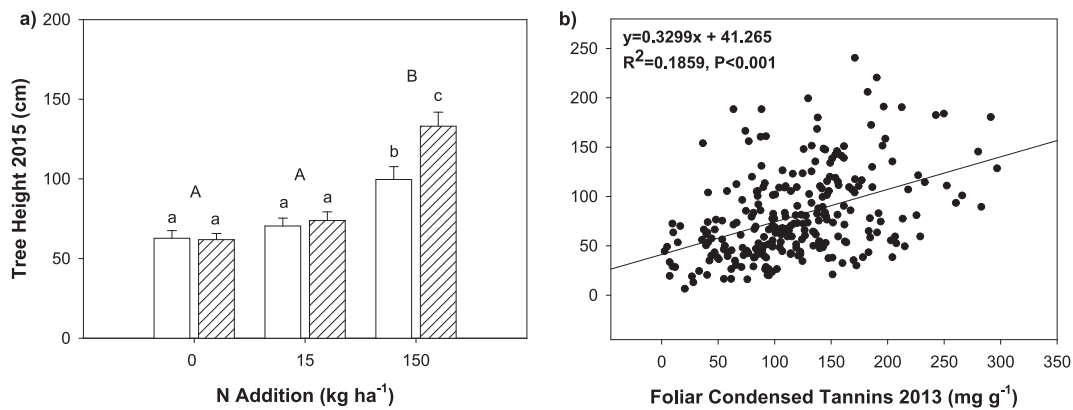 a)
200
150
100
50
0
Tree Height 2015 (cm)
A
a
a
A
a
a
B
b
c
0
15
150
N Addition (kg ha⁻¹)
b)
y=0.3299x + 41.265
R²=0.1859, P<0.001
250
200
150
100
50
0
0
50
100
150
200
250
300
350
Foliar Condensed Tannins 2013 (mg g⁻¹)